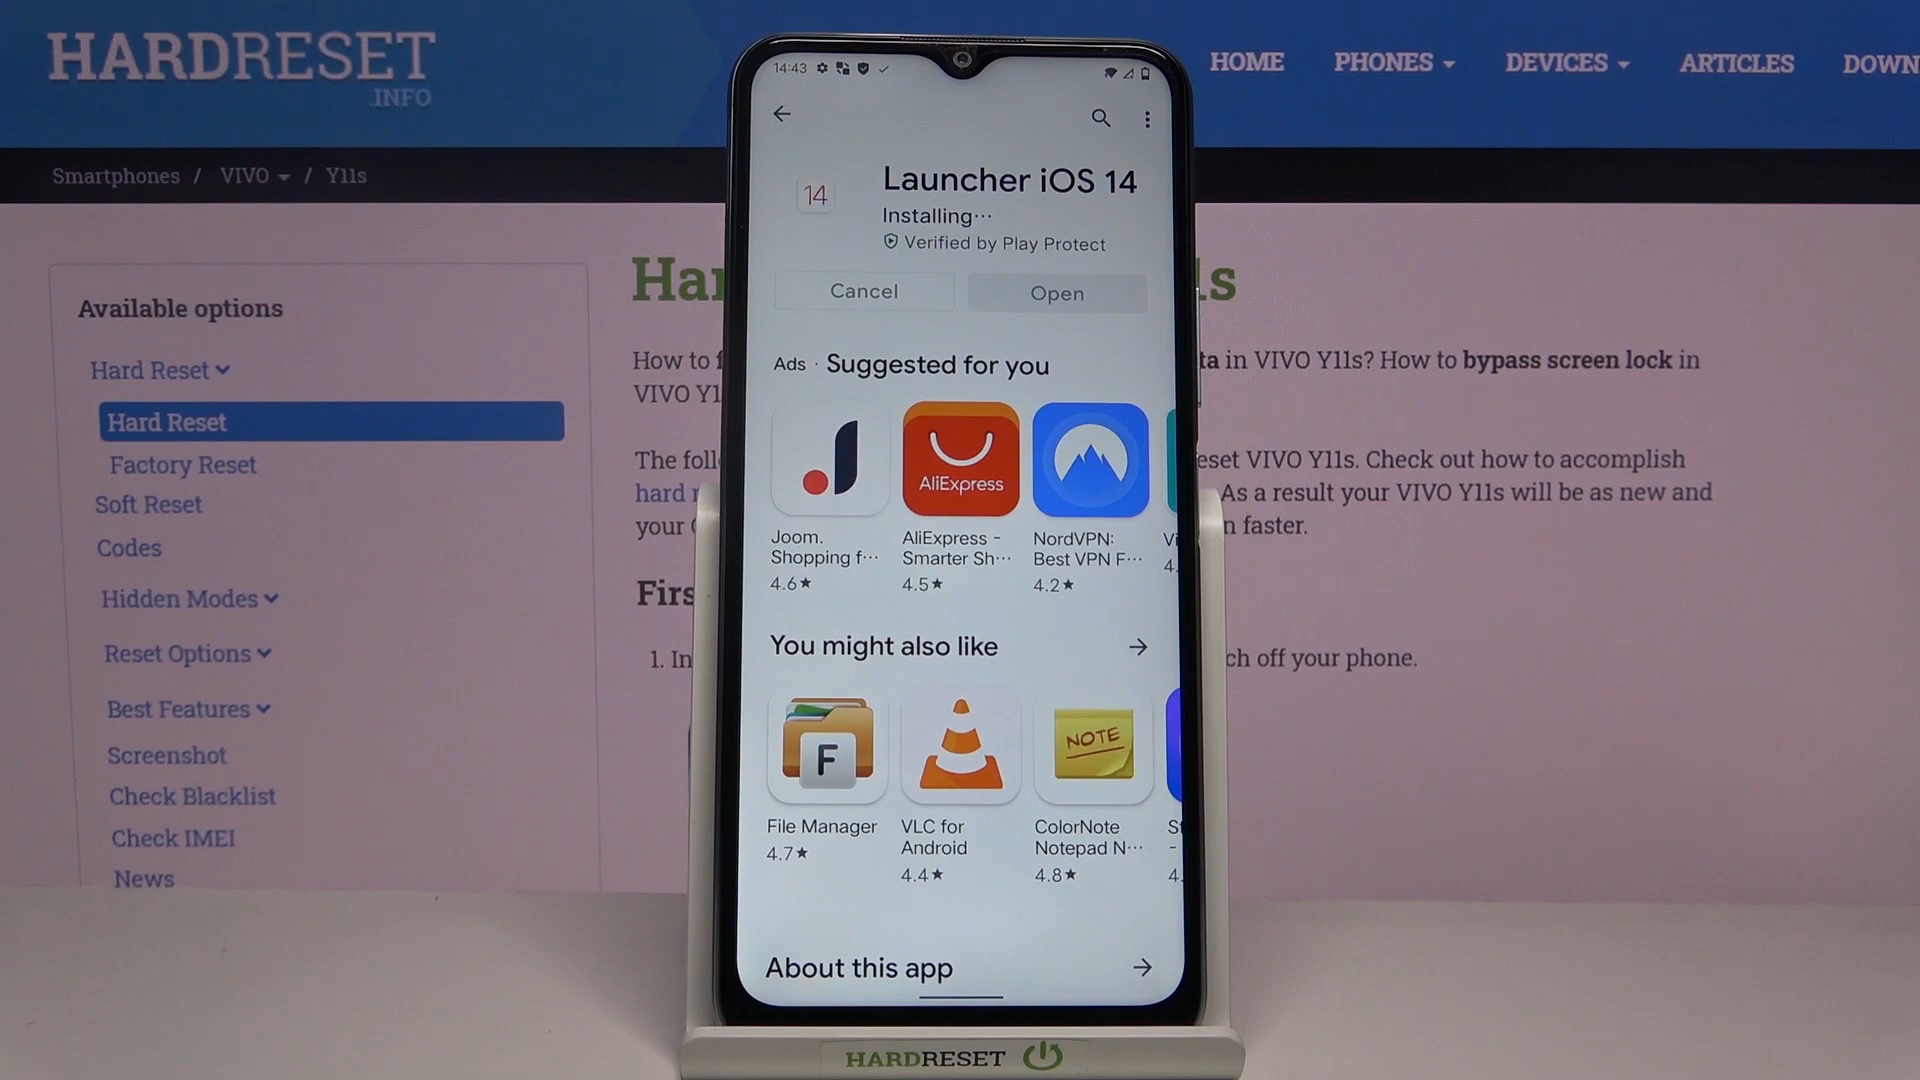 HARDRESET
.INFO
HOME
PHONES
DEVICES
ARTICLES
DOWN
Smartphones / VIVO / Y11s
Available options
Hard Reset
Hard Reset
Factory Reset
Soft Reset
Codes
Hidden Modes
Reset Options
Best Features
Screenshot
Check Blacklist
Check IMEI
News
Har
1s
How to f
ta in VIVO Y11s? How to bypass screen lock in
VIVO Y1
The foll
eset VIVO Y11s. Check out how to accomplish
hard r
As a result your VIVO Y11s will be as new and
your
n faster.
Firs
1. In
ch off your phone.
14:43
14
Launcher iOS 14
Installing...
Verified by Play Protect
Cancel
Open
Ads · Suggested for you
AliExpress
Joom.
Shopping f...
4.6★
AliExpress -
Smarter Sh...
4.5★
NordVPN:
Best VPN F...
4.2★
Vi
4.
You might also like
F
NOTE
File Manager
4.7★
VLC for
Android
4.4★
ColorNote
Notepad N...
4.8★
St
-
4.
About this app
HARDRESET